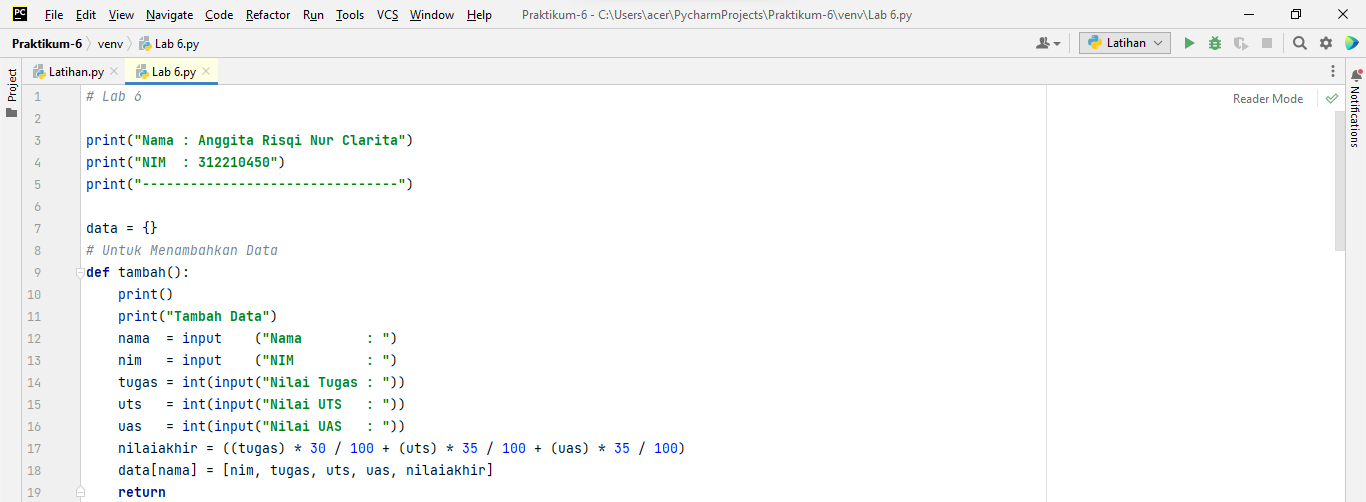 PC File Edit View Navigate Code Refactor Run Tools VCS Window Help Praktikum-6 - C:\Users\acer\PycharmProjects\Praktikum-6\venv\Lab 6.py
Praktikum-6 venv Lab 6.py Latihan
Project
Latihan.py Lab 6.py
Reader Mode
Notifications
1 # Lab 6
2
3 print("Nama : Anggita Risqi Nur Clarita")
4 print("NIM  : 312210450")
5 print("--------------------------------")
6
7 data = {}
8 # Untuk Menambahkan Data
9 def tambah():
10     print()
11     print("Tambah Data")
12     nama  = input    ("Nama        : ")
13     nim   = input    ("NIM         : ")
14     tugas = int(input("Nilai Tugas : "))
15     uts   = int(input("Nilai UTS   : "))
16     uas   = int(input("Nilai UAS   : "))
17     nilaiakhir = ((tugas) * 30 / 100 + (uts) * 35 / 100 + (uas) * 35 / 100)
18     data[nama] = [nim, tugas, uts, uas, nilaiakhir]
19     return